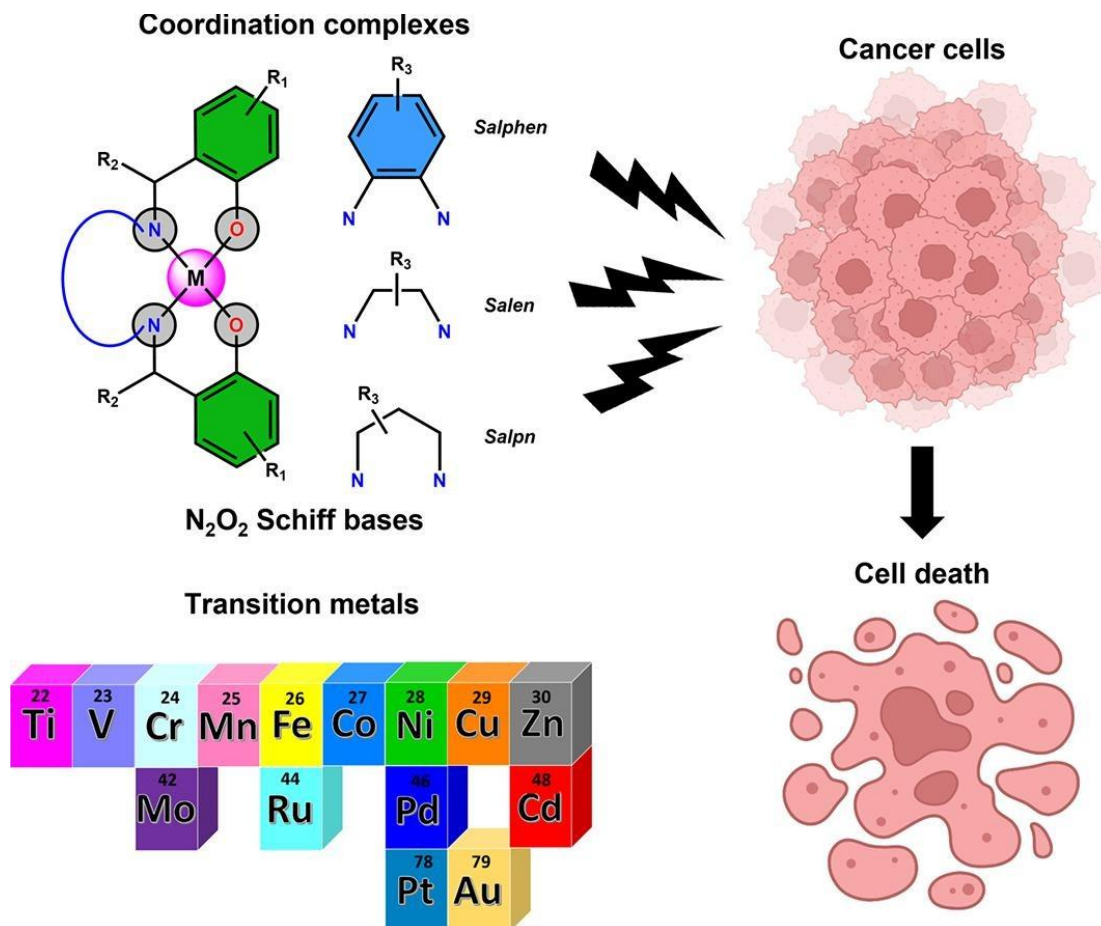 Coordination complexes
R₁
R₂
N
O
M
N
O
R₂
R₁
R₃
Salphen
N N
R₃
Salen
N N
R₃
Salpn
N N
N₂O₂ Schiff bases
Cancer cells
Cell death
Transition metals
22 23 24 25 26 27 28 29 30
Ti V Cr Mn Fe Co Ni Cu Zn
42 44 46 48
Mo Ru Pd Cd
78 79
Pt Au